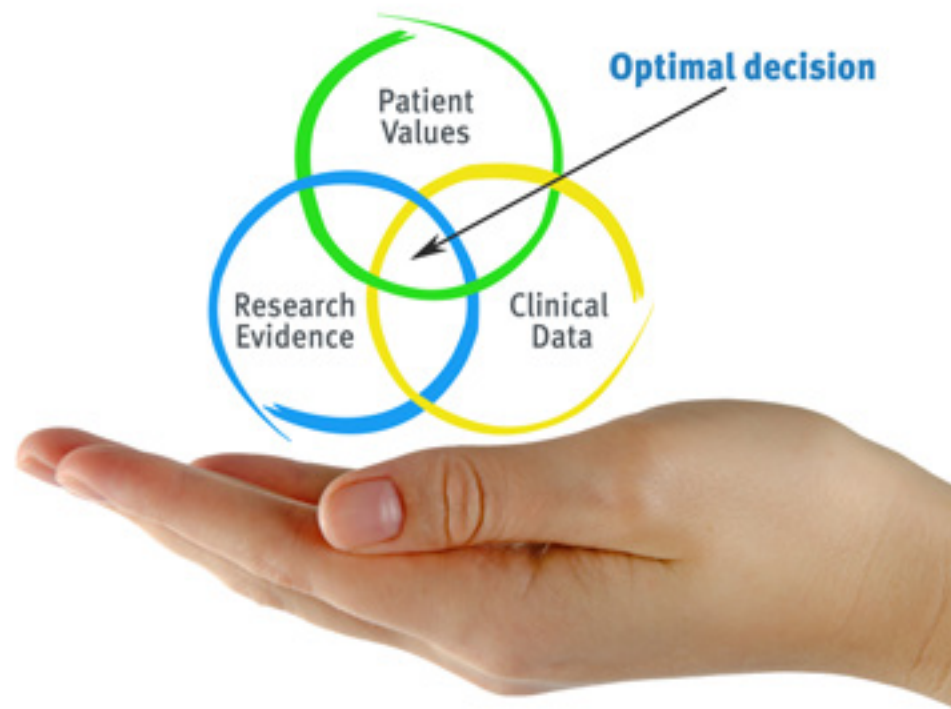 Optimal decision
Patient
Values
Research
Evidence
Clinical
Data